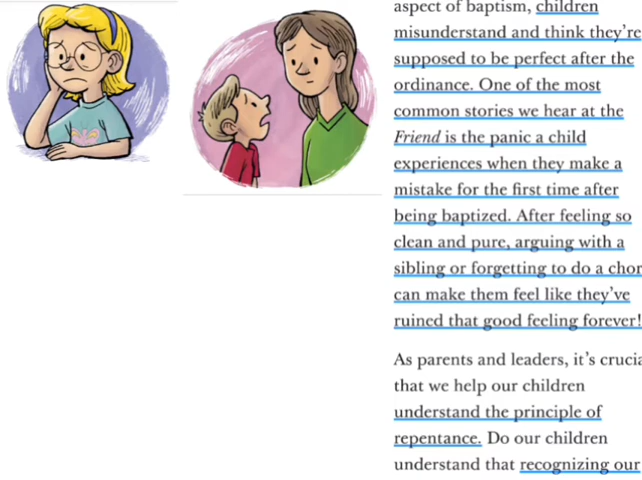 aspect of baptism, children
misunderstand and think they're
supposed to be perfect after the
ordinance. One of the most
common stories we hear at the
Friend is the panic a child
experiences when they make a
mistake for the first time after
being baptized. After feeling so
clean and pure, arguing with a
sibling or forgetting to do a chor
can make them feel like they've
ruined that good feeling forever!
As parents and leaders, it's crucia
that we help our children
understand the principle of
repentance. Do our children
understand that recognizing our